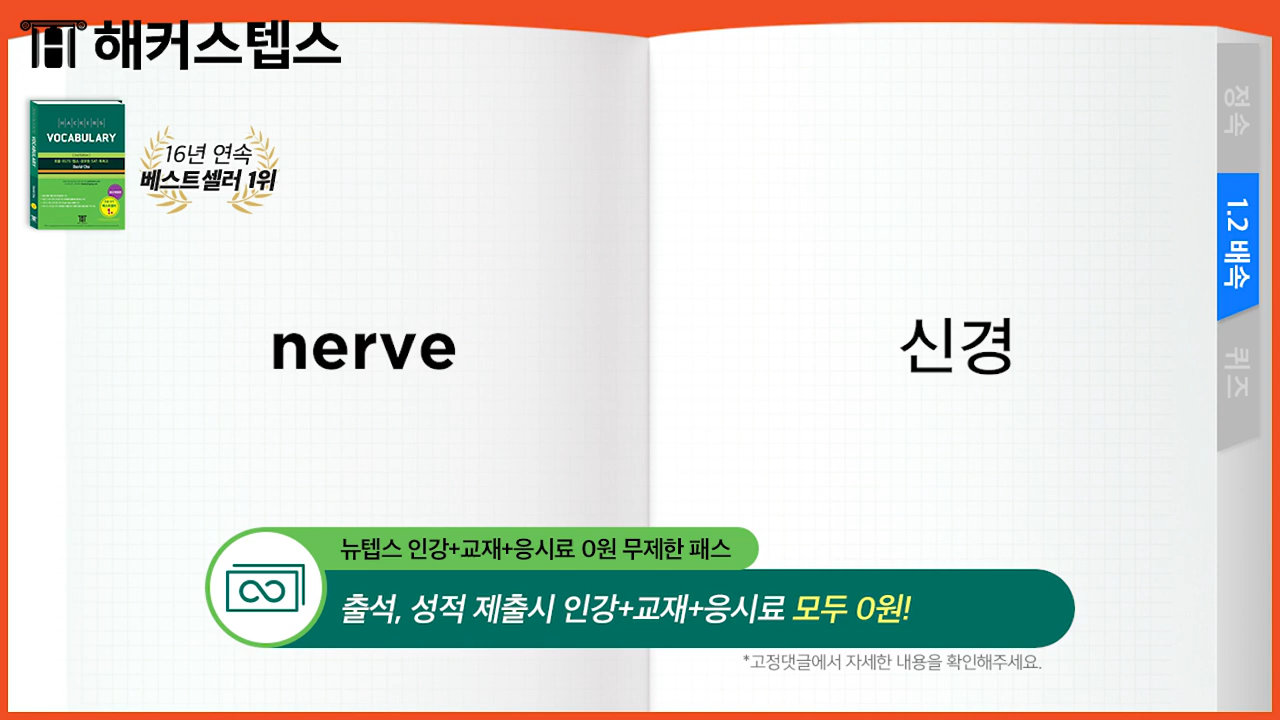 해커스텝스
HACKERS
VOCABULARY
16년 연속
베스트셀러 1위
정속
1.2 배속
퀴즈
nerve
신경
뉴텝스 인강+교재+응시료 0원 무제한 패스
출석, 성적 제출시 인강+교재+응시료 모두 0원!
*고정댓글에서 자세한 내용을 확인해주세요.